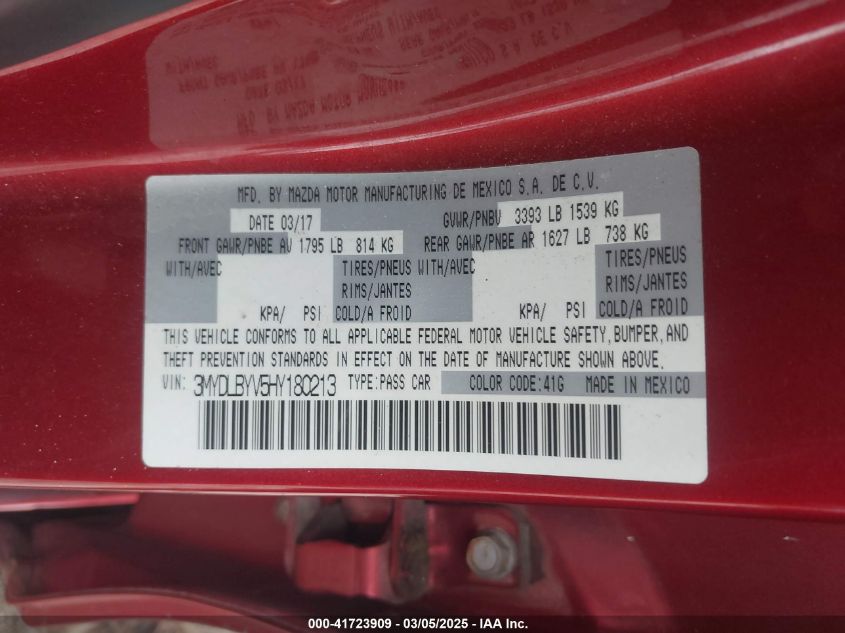 MFD. BY MAZDA MOTOR MANUFACTURING DE MEXICO S.A. DE C.V.
DATE 03/17 GVWR/PNBV 3393 LB 1539 KG
FRONT GAWR/PNBE AV 1795 LB 814 KG REAR GAWR/PNBE AR 1627 LB 738 KG
WITH/AVEC TIRES/PNEUS WITH/AVEC TIRES/PNEUS
RIMS/JANTES RIMS/JANTES
KPA/ PSI COLD/A FROID KPA/ PSI COLD/A FROID
THIS VEHICLE CONFORMS TO ALL APPLICABLE FEDERAL MOTOR VEHICLE SAFETY, BUMPER, AND
THEFT PREVENTION STANDARDS IN EFFECT ON THE DATE OF MANUFACTURE SHOWN ABOVE.
VIN: 3MYDLBYV5HY180213 TYPE: PASS CAR COLOR CODE: 41G MADE IN MEXICO
000-41723909 - 03/05/2025 - IAA Inc.